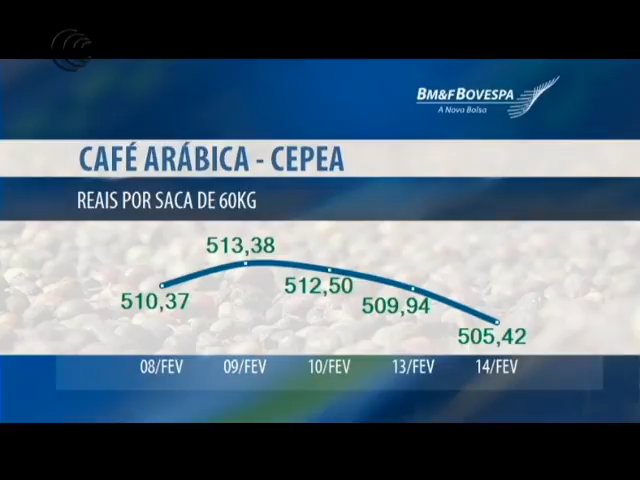 BM&FBOVESPA
A Nova Bolsa
CAFÉ ARÁBICA - CEPEA
REAIS POR SACA DE 60KG
513,38
510,37
512,50
509,94
505,42
08/FEV 09/FEV 10/FEV 13/FEV 14/FEV